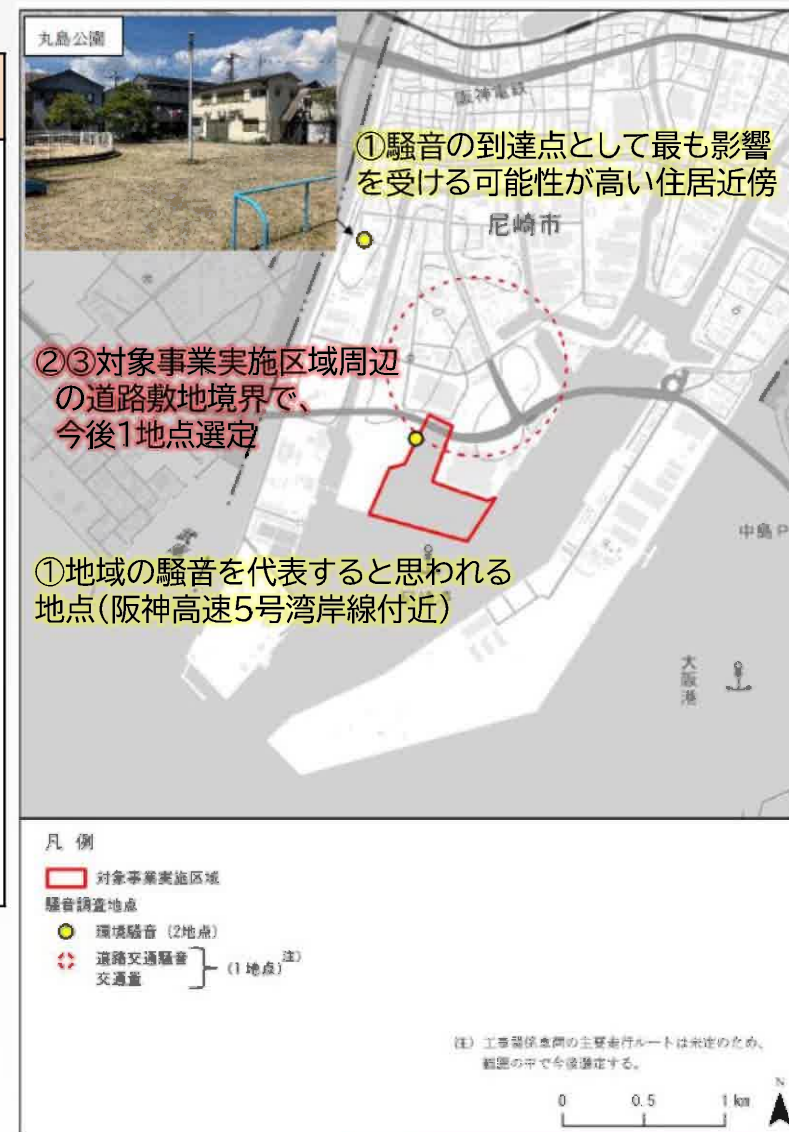 丸島公園
阪神電鉄
①騒音の到達点として最も影響
を受ける可能性が高い住居近傍
尼崎市
②③対象事業実施区域周辺
の道路敷地境界で、
今後1地点選定
中島P
①地域の騒音を代表すると思われる
地点(阪神高速5号湾岸線付近)
大阪港
凡 例
対象事業実施区域
騒音調査地点
環境騒音 (2地点)
道路交通騒音
交通量
(1地点)注)
注) 工事関係車両の主要走行ルートは未定のため、
範囲の中で今後選定する。
N
0 0.5 1 km